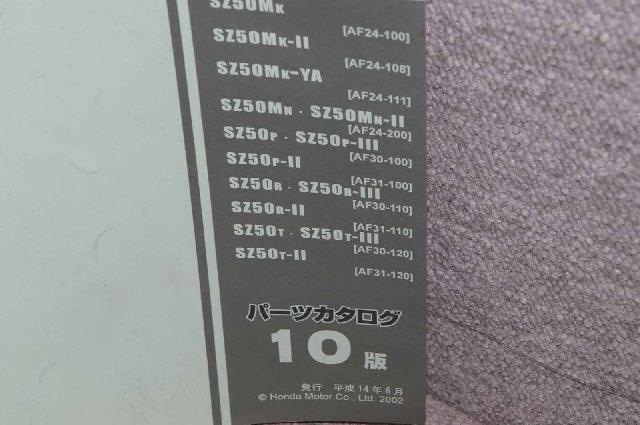 SZ50MK
[AF24-100]
SZ50MK-II
[AF24-108]
SZ50MK-YA
[AF24-111]
SZ50MN · SZ50MN-II
[AF24-200]
SZ50P · SZ50P-III
[AF30-100]
SZ50P-II
[AF31-100]
SZ50R · SZ50R-III
[AF30-110]
SZ50R-II
[AF31-110]
SZ50T · SZ50T-III
[AF30-120]
SZ50T-II
[AF31-120]
パーツカタログ
10版
発行・平成14年6月
© Honda Motor Co., Ltd. 2002